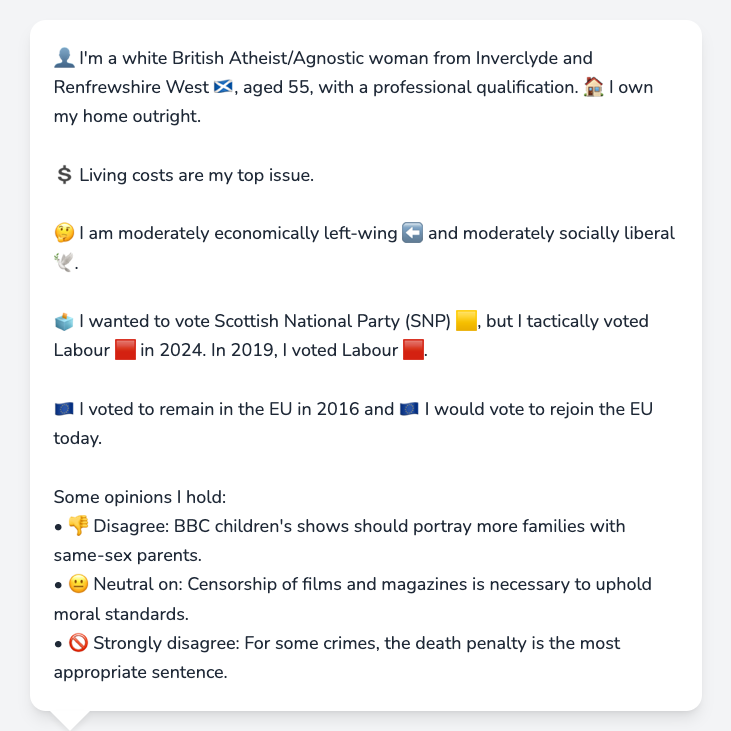 👤 I'm a white British Atheist/Agnostic woman from Inverclyde and
Renfrewshire West 🏴󠁧󠁢󠁳󠁣󠁴󠁿, aged 55, with a professional qualification. 🏠 I own
my home outright.
💲 Living costs are my top issue.
🤔 I am moderately economically left-wing ⬅️ and moderately socially liberal
🕊️.
🗳️ I wanted to vote Scottish National Party (SNP) 🟨, but I tactically voted
Labour 🟥 in 2024. In 2019, I voted Labour 🟥.
🇪🇺 I voted to remain in the EU in 2016 and 🇪🇺 I would vote to rejoin the EU
today.
Some opinions I hold:
• 👎 Disagree: BBC children's shows should portray more families with
same-sex parents.
• 😐 Neutral on: Censorship of films and magazines is necessary to uphold
moral standards.
• 🚫 Strongly disagree: For some crimes, the death penalty is the most
appropriate sentence.